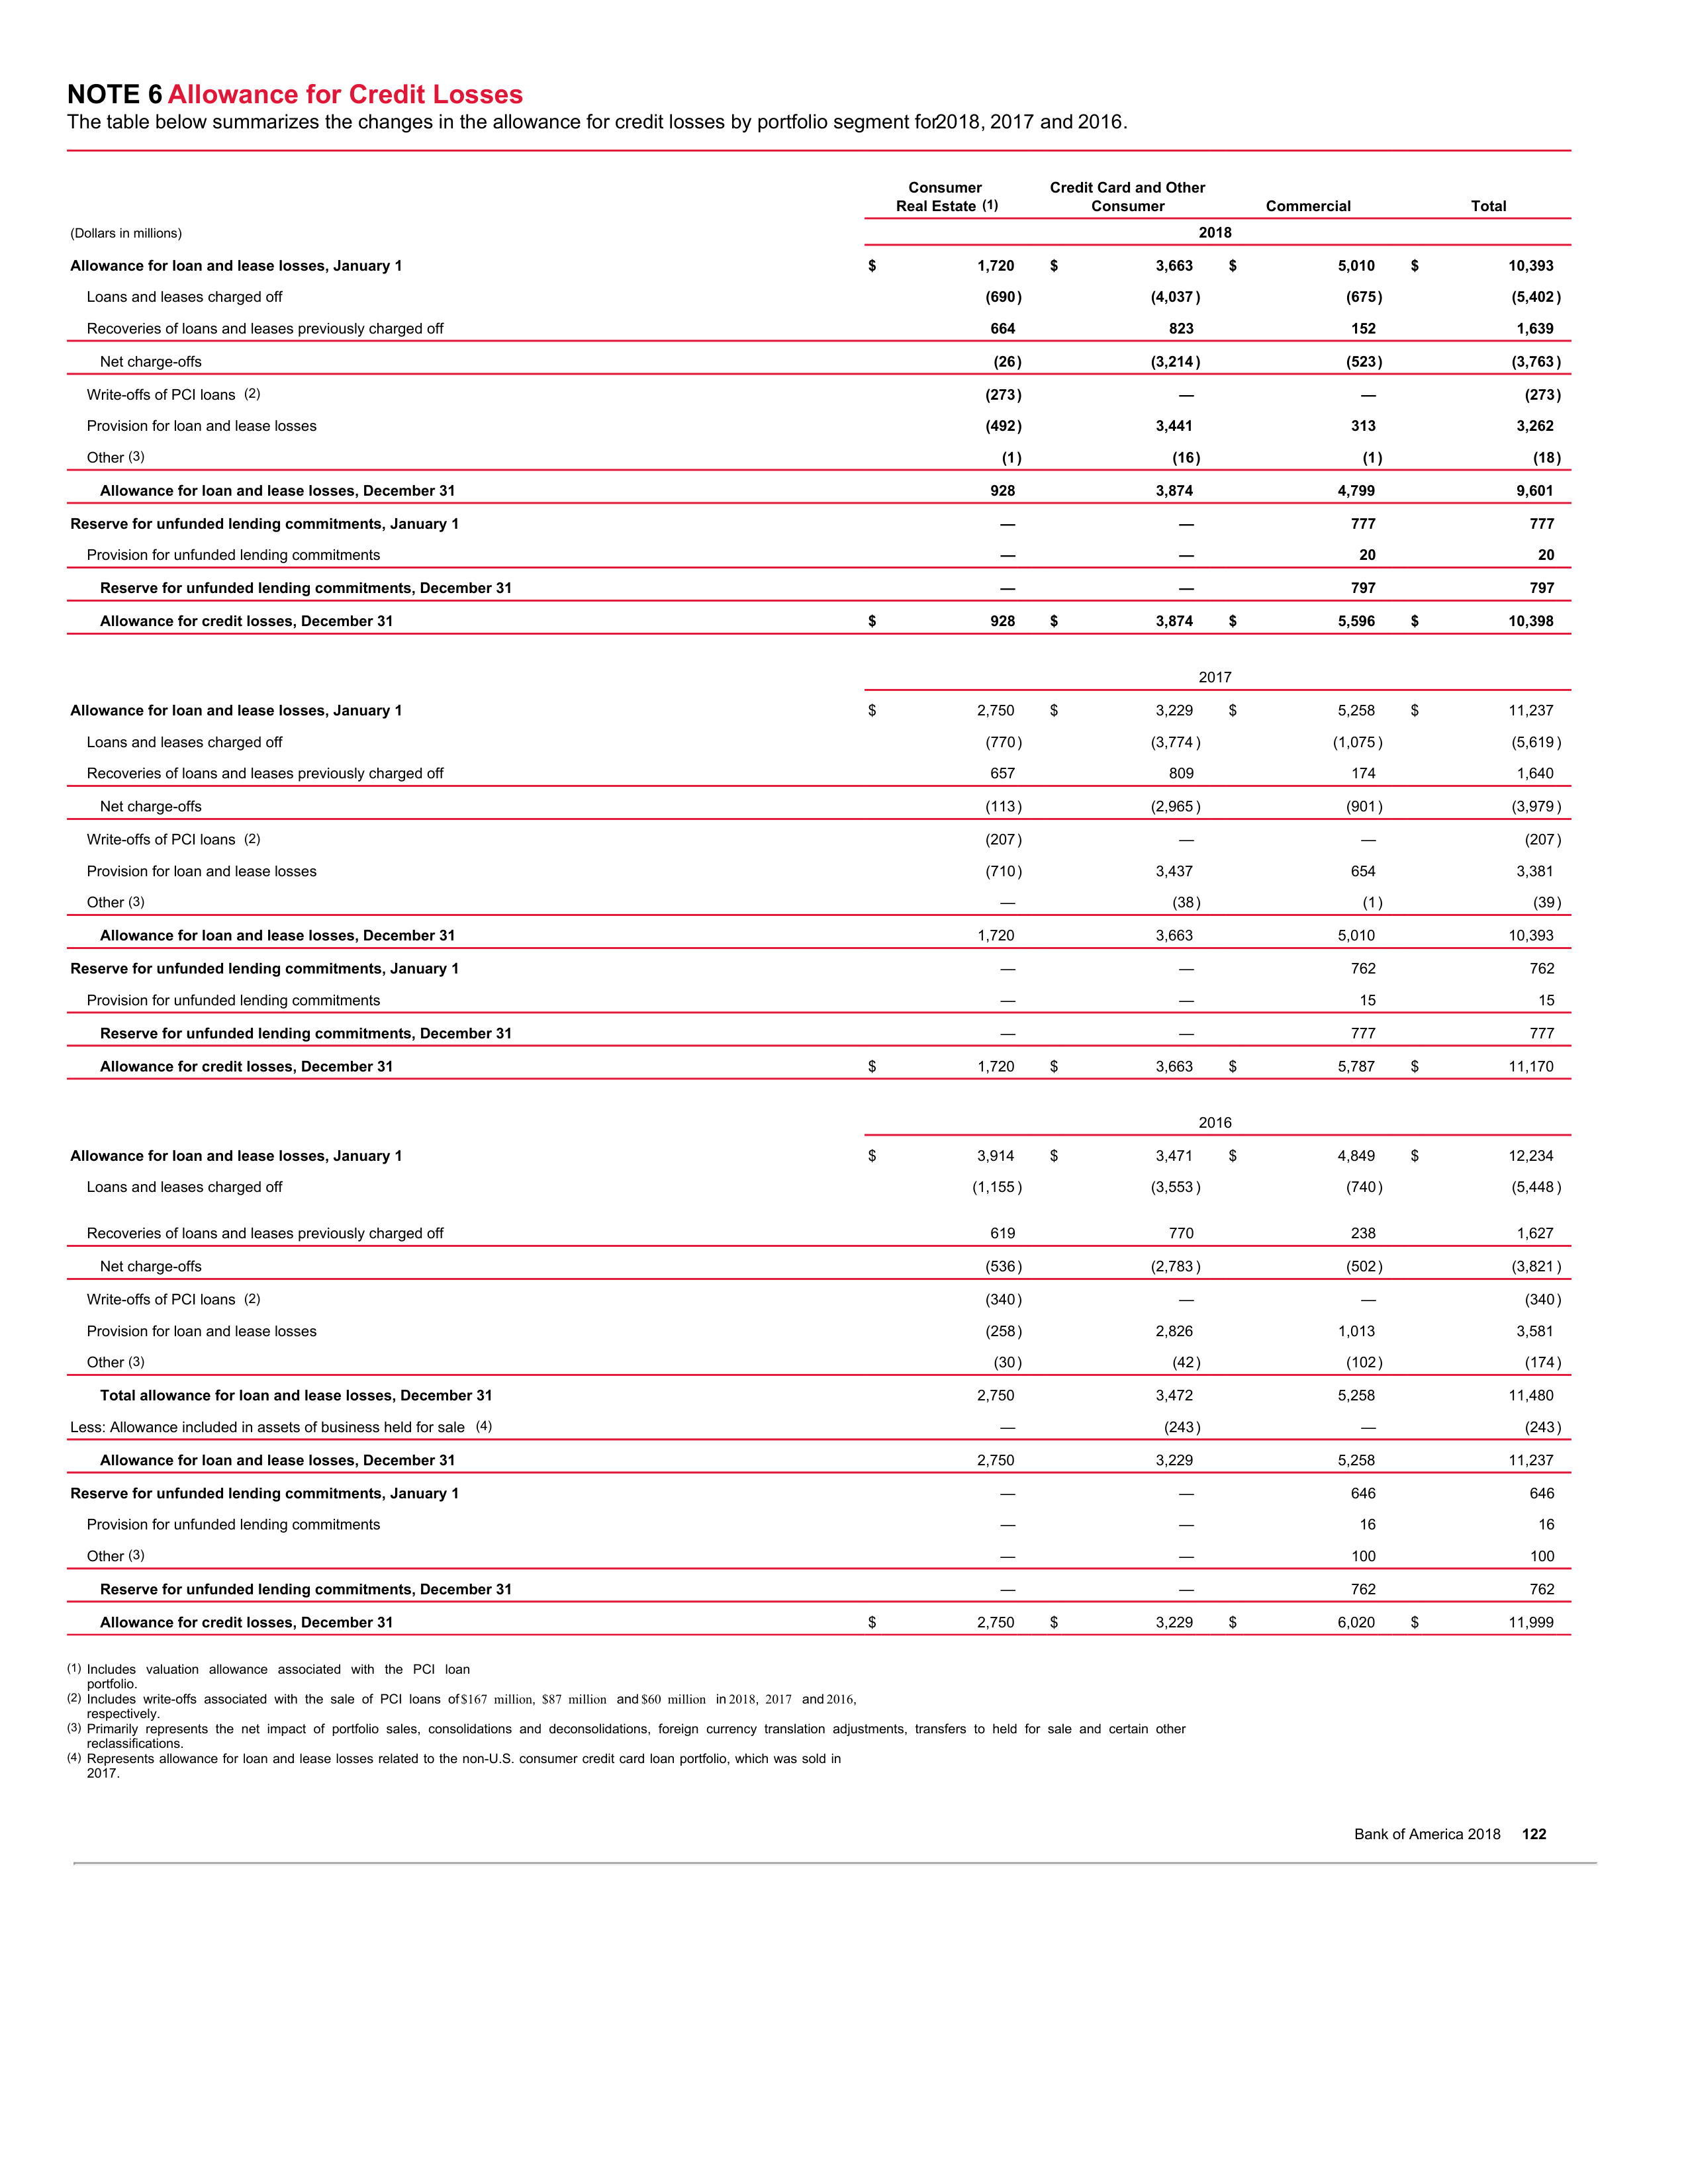 NOTE 6 Allowance for Credit Losses
The table below summarizes the changes in the allowance for credit losses by portfolio segment for2018, 2017 and 2016.
Consumer Real Estate (1) Credit Card and Other Consumer Commercial Total
(Dollars in millions) 2018
Allowance for loan and lease losses, January 1 $ 1,720 $ 3,663 $ 5,010 $ 10,393
Loans and leases charged off (690) (4,037) (675) (5,402)
Recoveries of loans and leases previously charged off 664 823 152 1,639
Net charge-offs (26) (3,214) (523) (3,763)
Write-offs of PCI loans (2) (273) — — (273)
Provision for loan and lease losses (492) 3,441 313 3,262
Other (3) (1) (16) (1) (18)
Allowance for loan and lease losses, December 31 928 3,874 4,799 9,601
Reserve for unfunded lending commitments, January 1 — — 777 777
Provision for unfunded lending commitments — — 20 20
Reserve for unfunded lending commitments, December 31 — — 797 797
Allowance for credit losses, December 31 $ 928 $ 3,874 $ 5,596 $ 10,398
2017
Allowance for loan and lease losses, January 1 $ 2,750 $ 3,229 $ 5,258 $ 11,237
Loans and leases charged off (770) (3,774) (1,075) (5,619)
Recoveries of loans and leases previously charged off 657 809 174 1,640
Net charge-offs (113) (2,965) (901) (3,979)
Write-offs of PCI loans (2) (207) — — (207)
Provision for loan and lease losses (710) 3,437 654 3,381
Other (3) — (38) (1) (39)
Allowance for loan and lease losses, December 31 1,720 3,663 5,010 10,393
Reserve for unfunded lending commitments, January 1 — — 762 762
Provision for unfunded lending commitments — — 15 15
Reserve for unfunded lending commitments, December 31 — — 777 777
Allowance for credit losses, December 31 $ 1,720 $ 3,663 $ 5,787 $ 11,170
2016
Allowance for loan and lease losses, January 1 $ 3,914 $ 3,471 $ 4,849 $ 12,234
Loans and leases charged off (1,155) (3,553) (740) (5,448)
Recoveries of loans and leases previously charged off 619 770 238 1,627
Net charge-offs (536) (2,783) (502) (3,821)
Write-offs of PCI loans (2) (340) — — (340)
Provision for loan and lease losses (258) 2,826 1,013 3,581
Other (3) (30) (42) (102) (174)
Total allowance for loan and lease losses, December 31 2,750 3,472 5,258 11,480
Less: Allowance included in assets of business held for sale (4) — (243) — (243)
Allowance for loan and lease losses, December 31 2,750 3,229 5,258 11,237
Reserve for unfunded lending commitments, January 1 — — 646 646
Provision for unfunded lending commitments — — 16 16
Other (3) — — 100 100
Reserve for unfunded lending commitments, December 31 — — 762 762
Allowance for credit losses, December 31 $ 2,750 $ 3,229 $ 6,020 $ 11,999
(1) Includes valuation allowance associated with the PCI loan
portfolio.
(2) Includes write-offs associated with the sale of PCI loans of $167 million, $87 million and $60 million in 2018, 2017 and 2016,
respectively.
(3) Primarily represents the net impact of portfolio sales, consolidations and deconsolidations, foreign currency translation adjustments, transfers to held for sale and certain other
reclassifications.
(4) Represents allowance for loan and lease losses related to the non-U.S. consumer credit card loan portfolio, which was sold in
2017.
Bank of America 2018 122